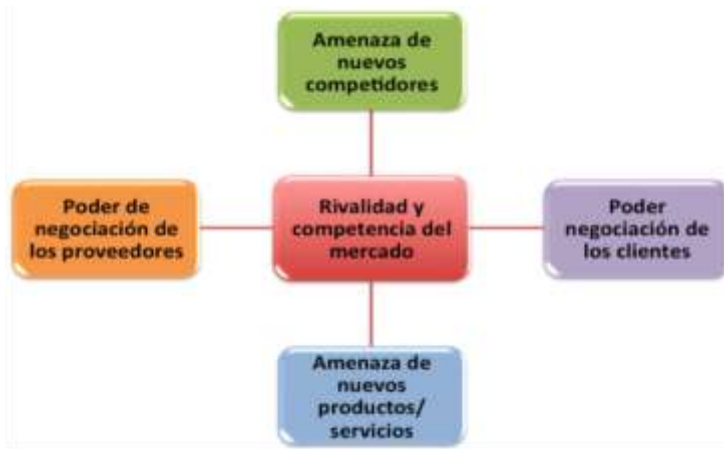 Amenaza de
nuevos
competidores
Poder de
negociación de
los proveedores
Rivalidad y
competencia del
mercado
Poder
negociación de
los clientes
Amenaza de
nuevos
productos/
servicios